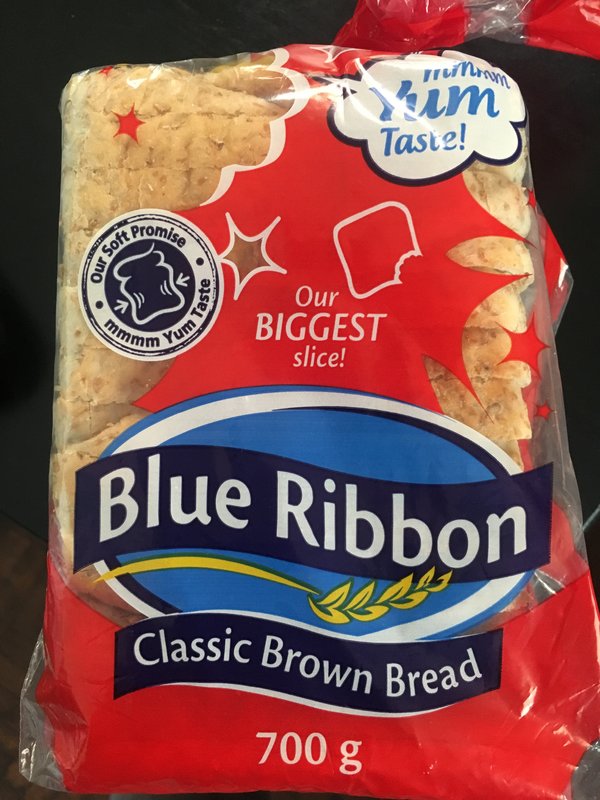 mmmm
Yum
Taste!
Our Soft Promise
mmmm Yum Taste
Our
BIGGEST
slice!
Blue Ribbon
Classic Brown Bread
700 g